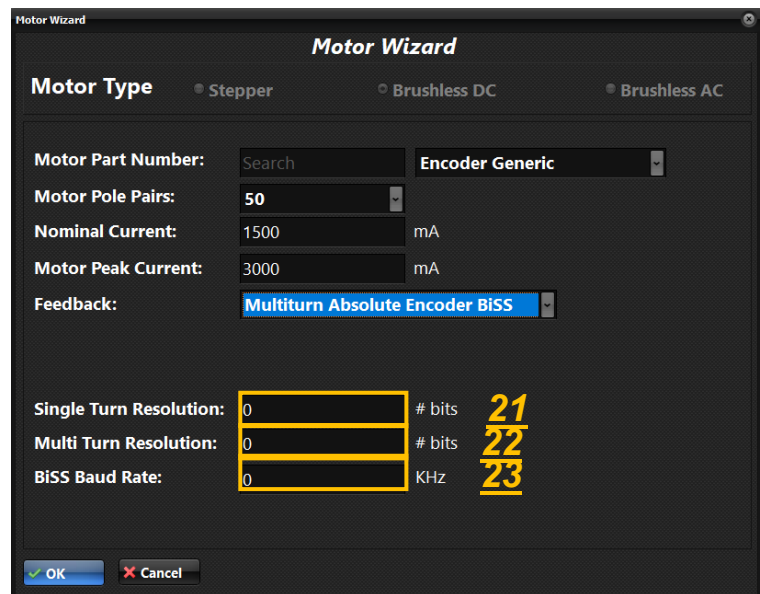 Motor Wizard
Motor Wizard
Motor Type Stepper Brushless DC Brushless AC
Motor Part Number: Search Encoder Generic
Motor Pole Pairs: 50
Nominal Current: 1500 mA
Motor Peak Current: 3000 mA
Feedback: Multiturn Absolute Encoder BiSS
Single Turn Resolution: 0 # bits 21
Multi Turn Resolution: 0 # bits 22
BiSS Baud Rate: 0 KHz 23
OK Cancel